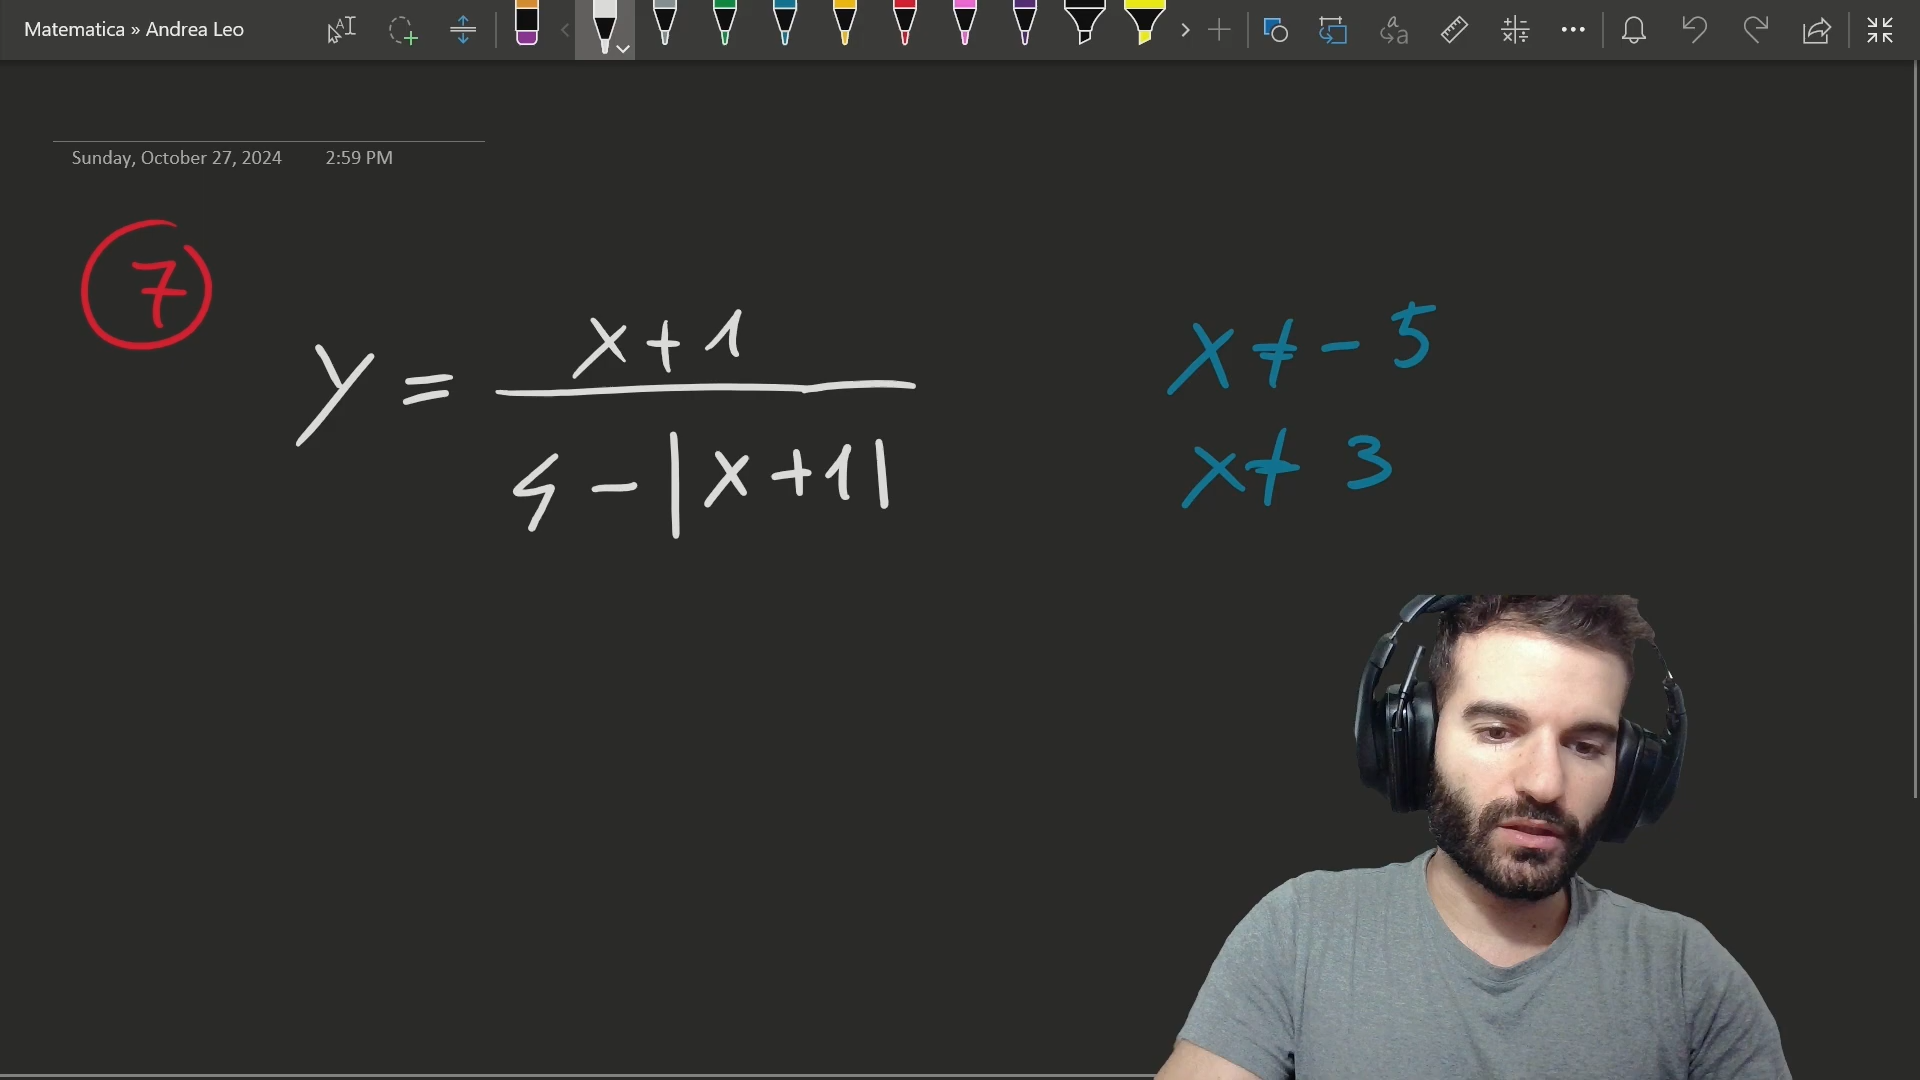 Matematica » Andrea Leo
Sunday, October 27, 2024 2:59 PM
7
y = x+1 / 4-|x+1|
x≠-5
x≠3